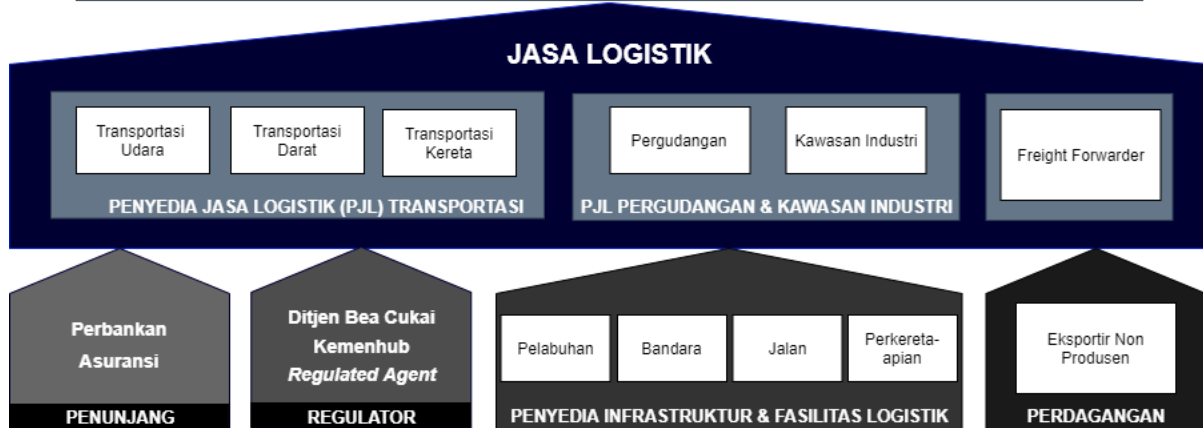 JASA LOGISTIK
Transportasi
Udara
Transportasi
Darat
Transportasi
Kereta
PENYEDIA JASA LOGISTIK (PJL) TRANSPORTASI
Pergudangan
Kawasan Industri
PJL PERGUDANGAN & KAWASAN INDUSTRI
Freight Forwarder
Perbankan
Asuransi
PENUNJANG
Ditjen Bea Cukai
Kemenhub
Regulated Agent
REGULATOR
Pelabuhan
Bandara
Jalan
Perkereta-
apian
PENYEDIA INFRASTRUKTUR & FASILITAS LOGISTIK
Eksportir Non
Produsen
PERDAGANGAN